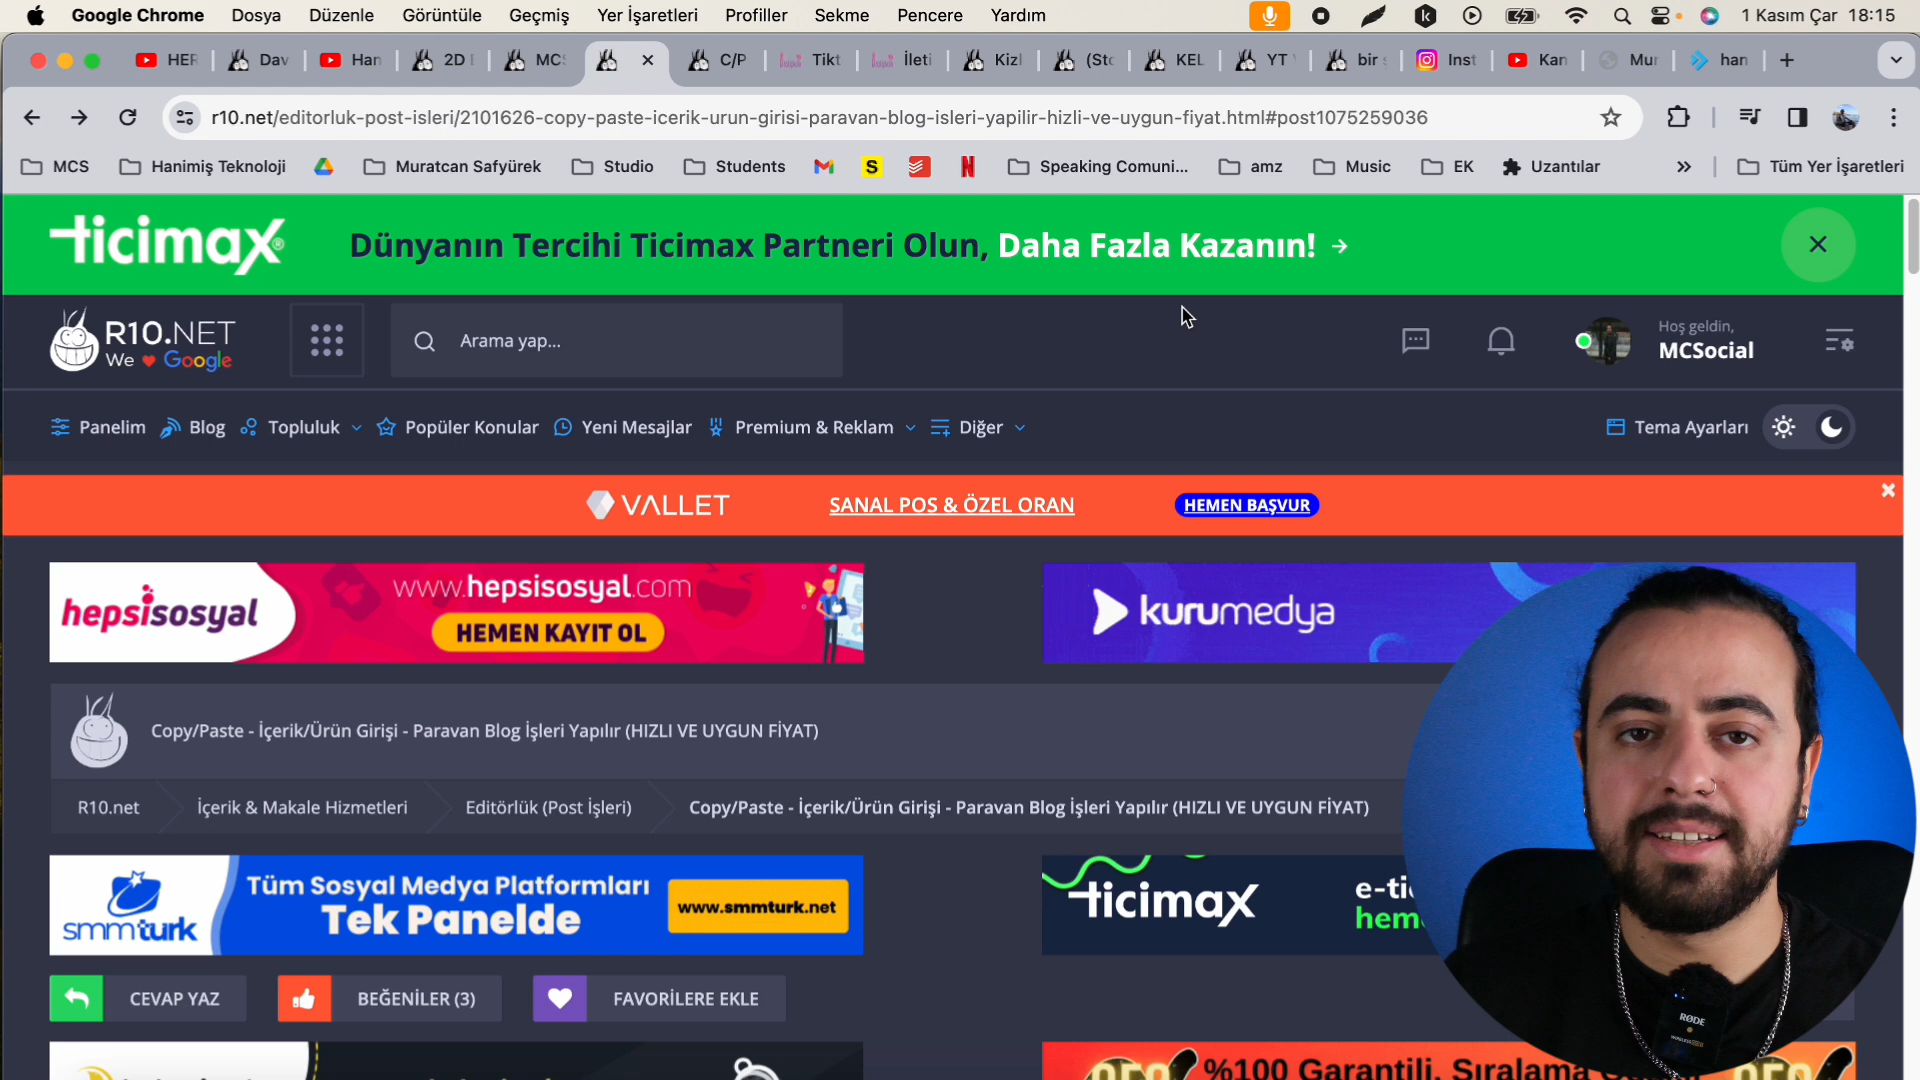 Google Chrome Dosya Düzenle Görüntüle Geçmiş Yer İşaretleri Profiller Sekme Pencere Yardım 1 Kasım Çar 18:15
HER Dav Han 2D MCS C/P Tikt İleti Kızl (Sto KEL YT bir Inst Kan Mur han
r10.net/editorluk-post-isleri/2101626-copy-paste-icerik-urun-girisi-paravan-blog-isleri-yapilir-hizli-ve-uygun-fiyat.html#post1075259036
MCS Hanimiş Teknoloji Muratcan Safyürek Studio Students S N Speaking Comuni... amz Music EK Uzantılar » Tüm Yer İşaretleri
ticimax® Dünyanın Tercihi Ticimax Partneri Olun, Daha Fazla Kazanın! →
R10.NET
We ♥ Google
Arama yap...
Hoş geldin,
MCSocial
Panelim Blog Topluluk Popüler Konular Yeni Mesajlar Premium & Reklam Diğer Tema Ayarları
VALLET SANAL POS & ÖZEL ORAN HEMEN BAŞVUR
hepsisosyal www.hepsisosyal.com
HEMEN KAYIT OL
kurumedya
Copy/Paste - İçerik/Ürün Girişi - Paravan Blog İşleri Yapılır (HIZLI VE UYGUN FİYAT)
R10.net İçerik & Makale Hizmetleri Editörlük (Post İşleri) Copy/Paste - İçerik/Ürün Girişi - Paravan Blog İşleri Yapılır (HIZLI VE UYGUN FİYAT)
smmturk Tüm Sosyal Medya Platformları
Tek Panelde
www.smmturk.net
ticimax e-tic
hem
CEVAP YAZ BEĞENİLER (3) FAVORİLERE EKLE
%100 Garantili, Sıralama
RØDE